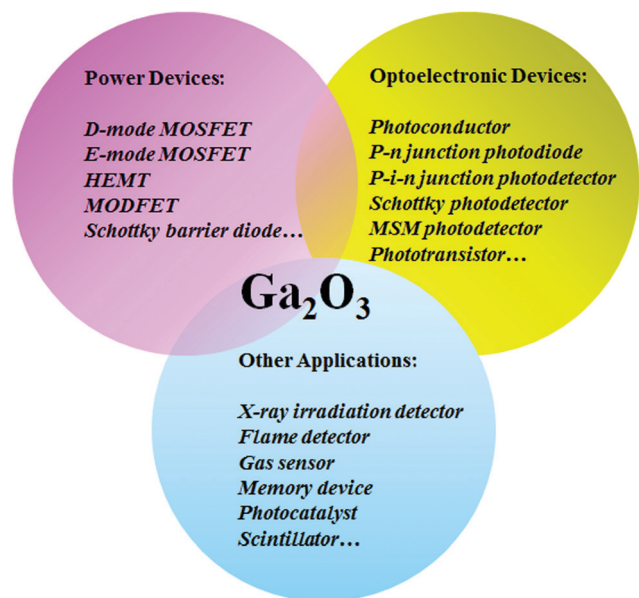 Power Devices:
D-mode MOSFET
E-mode MOSFET
HEMT
MODFET
Schottky barrier diode…
Optoelectronic Devices:
Photoconductor
P-n junction photodiode
P-i-n junction photodetector
Schottky photodetector
MSM photodetector
Phototransistor…
Ga₂O₃
Other Applications:
X-ray irradiation detector
Flame detector
Gas sensor
Memory device
Photocatalyst
Scintillator…